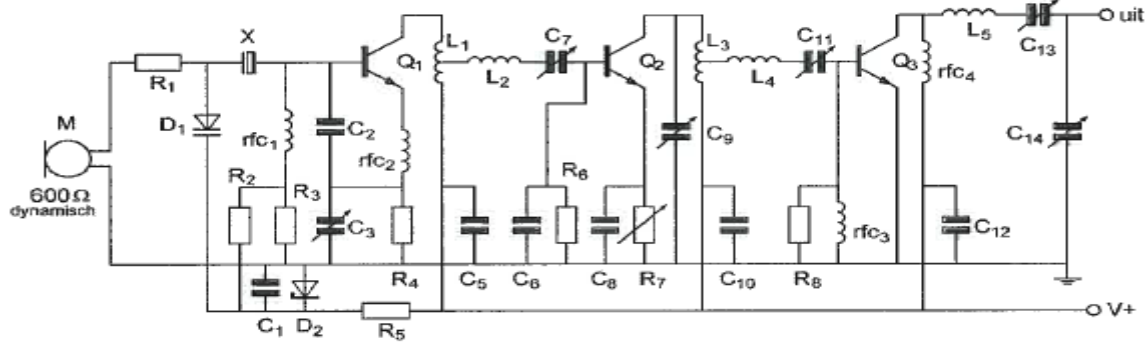 uit
L1
C7
L3
C11
L5
C13
X
Q1
L2
Q2
L4
Q3
rfc4
R1
D1
M
rfc1
C2
rfc2
C9
C14
R2
R3
R6
600Ω
dynamisch
C3
rfc3
C12
R4
C5
C6
C8
R7
C10
R8
C1
D2
R5
V+